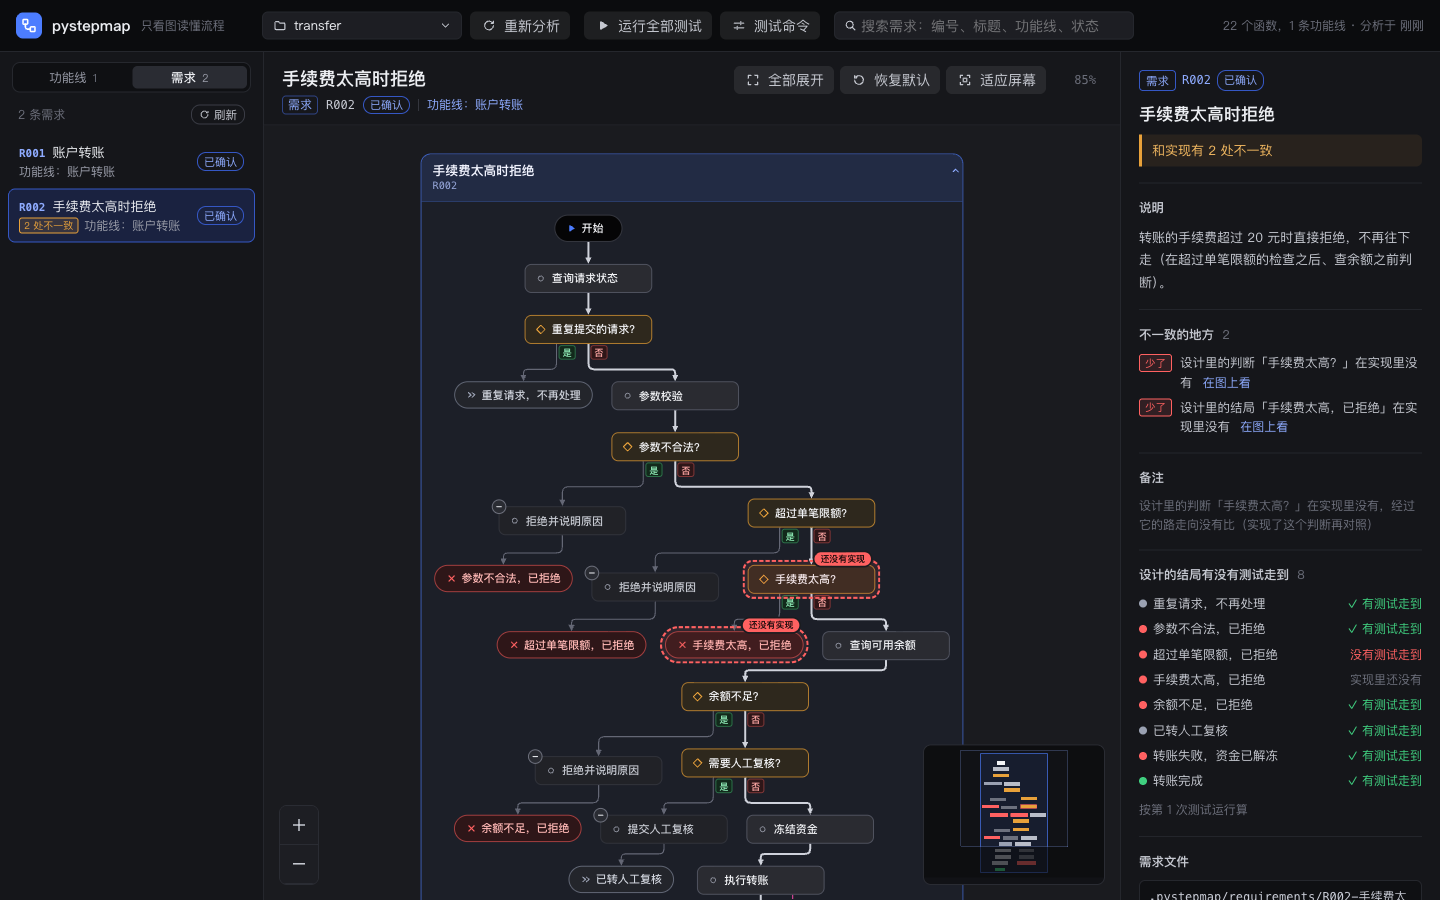 pystepmap 只看图读懂流程
transfer
重新分析
运行全部测试
测试命令
搜索需求：编号、标题、功能线、状态
22 个函数，1 条功能线 · 分析于 刚刚
功能线 1
需求 2
2 条需求
刷新
R001 账户转账
功能线：账户转账
已确认
R002 手续费太高时拒绝
2 处不一致 功能线：账户转账
已确认
手续费太高时拒绝
需求 R002 已确认 功能线：账户转账
全部展开
恢复默认
适应屏幕
85%
手续费太高时拒绝
R002
开始
查询请求状态
重复提交的请求?
是
否
重复请求，不再处理
参数校验
参数不合法?
是
否
拒绝并说明原因
超过单笔限额?
是
否
参数不合法，已拒绝
拒绝并说明原因
还没有实现
手续费太高?
是
否
超过单笔限额，已拒绝
还没有实现
手续费太高，已拒绝
查询可用余额
余额不足?
是
否
拒绝并说明原因
需要人工复核?
是
否
余额不足，已拒绝
提交人工复核
冻结资金
已转人工复核
执行转账
需求 R002 已确认
手续费太高时拒绝
和实现有 2 处不一致
说明
转账的手续费超过 20 元时直接拒绝，不再往下
走（在超过单笔限额的检查之后、查余额之前判
断）。
不一致的地方 2
少了 设计里的判断「手续费太高？」在实现里没
有 在图上看
少了 设计里的结局「手续费太高，已拒绝」在实
现里没有 在图上看
备注
设计里的判断「手续费太高？」在实现里没有，经过
它的路走向没有比（实现了这个判断再对照）
设计的结局有没有测试走到 8
重复请求，不再处理 ✓ 有测试走到
参数不合法，已拒绝 ✓ 有测试走到
超过单笔限额，已拒绝 没有测试走到
手续费太高，已拒绝 实现里还没有
余额不足，已拒绝 ✓ 有测试走到
已转人工复核 ✓ 有测试走到
转账失败，资金已解冻 ✓ 有测试走到
转账完成 ✓ 有测试走到
按第 1 次测试运行算
需求文件
.pystepmap/requirements/R002-手续费太